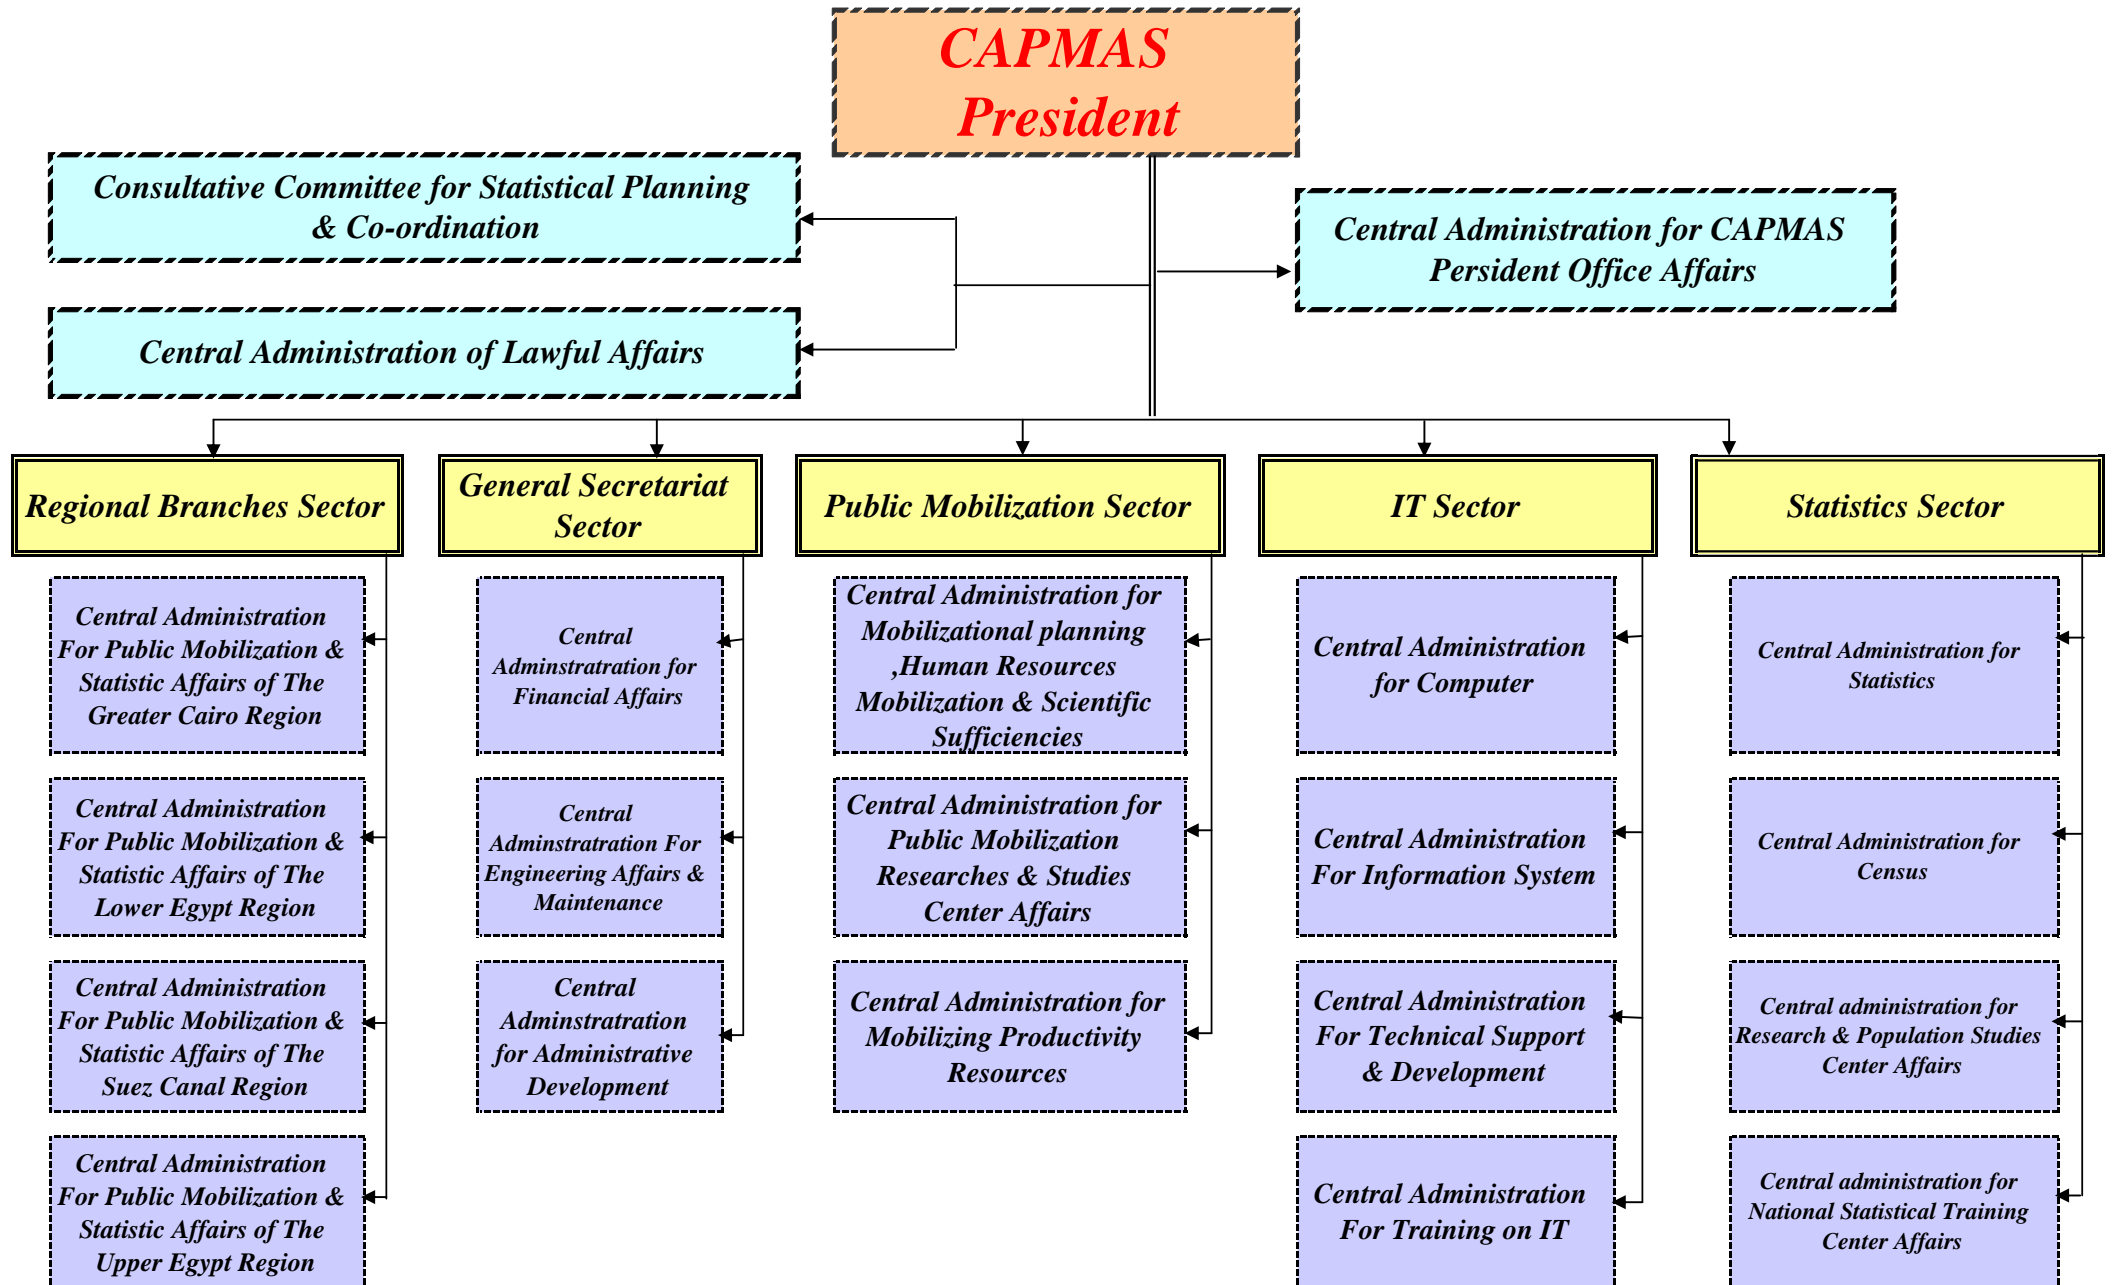 CAPMAS
President
Consultative Committee for Statistical Planning
& Co-ordination
Central Administration for CAPMAS
Persident Office Affairs
Central Administration of Lawful Affairs
Regional Branches Sector
General Secretariat
Sector
Public Mobilization Sector
IT Sector
Statistics Sector
Central Administration
For Public Mobilization &
Statistic Affairs of The
Greater Cairo Region
Central Administration
For Public Mobilization &
Statistic Affairs of The
Lower Egypt Region
Central Administration
For Public Mobilization &
Statistic Affairs of The
Suez Canal Region
Central Administration
For Public Mobilization &
Statistic Affairs of The
Upper Egypt Region
Central
Adminstratration for
Financial Affairs
Central
Adminstratration For
Engineering Affairs &
Maintenance
Central
Adminstratration
for Administrative
Development
Central Administration for
Mobilizational planning
,Human Resources
Mobilization & Scientific
Sufficiencies
Central Administration for
Public Mobilization
Researches & Studies
Center Affairs
Central Administration for
Mobilizing Productivity
Resources
Central Administration
for Computer
Central Administration
For Information System
Central Administration
For Technical Support
& Development
Central Administration
For Training on IT
Central Administration for
Statistics
Central Administration for
Census
Central administration for
Research & Population Studies
Center Affairs
Central administration for
National Statistical Training
Center Affairs